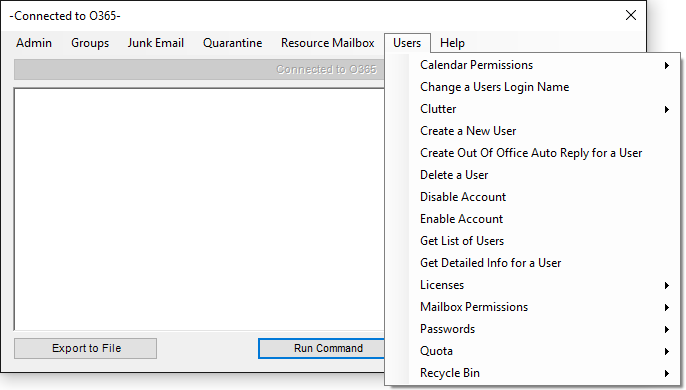 -Connected to O365-
Admin Groups Junk Email Quarantine Resource Mailbox Users Help
Connected to O365
Calendar Permissions
Change a Users Login Name
Clutter
Create a New User
Create Out Of Office Auto Reply for a User
Delete a User
Disable Account
Enable Account
Get List of Users
Get Detailed Info for a User
Licenses
Mailbox Permissions
Passwords
Quota
Recycle Bin
Export to File
Run Command